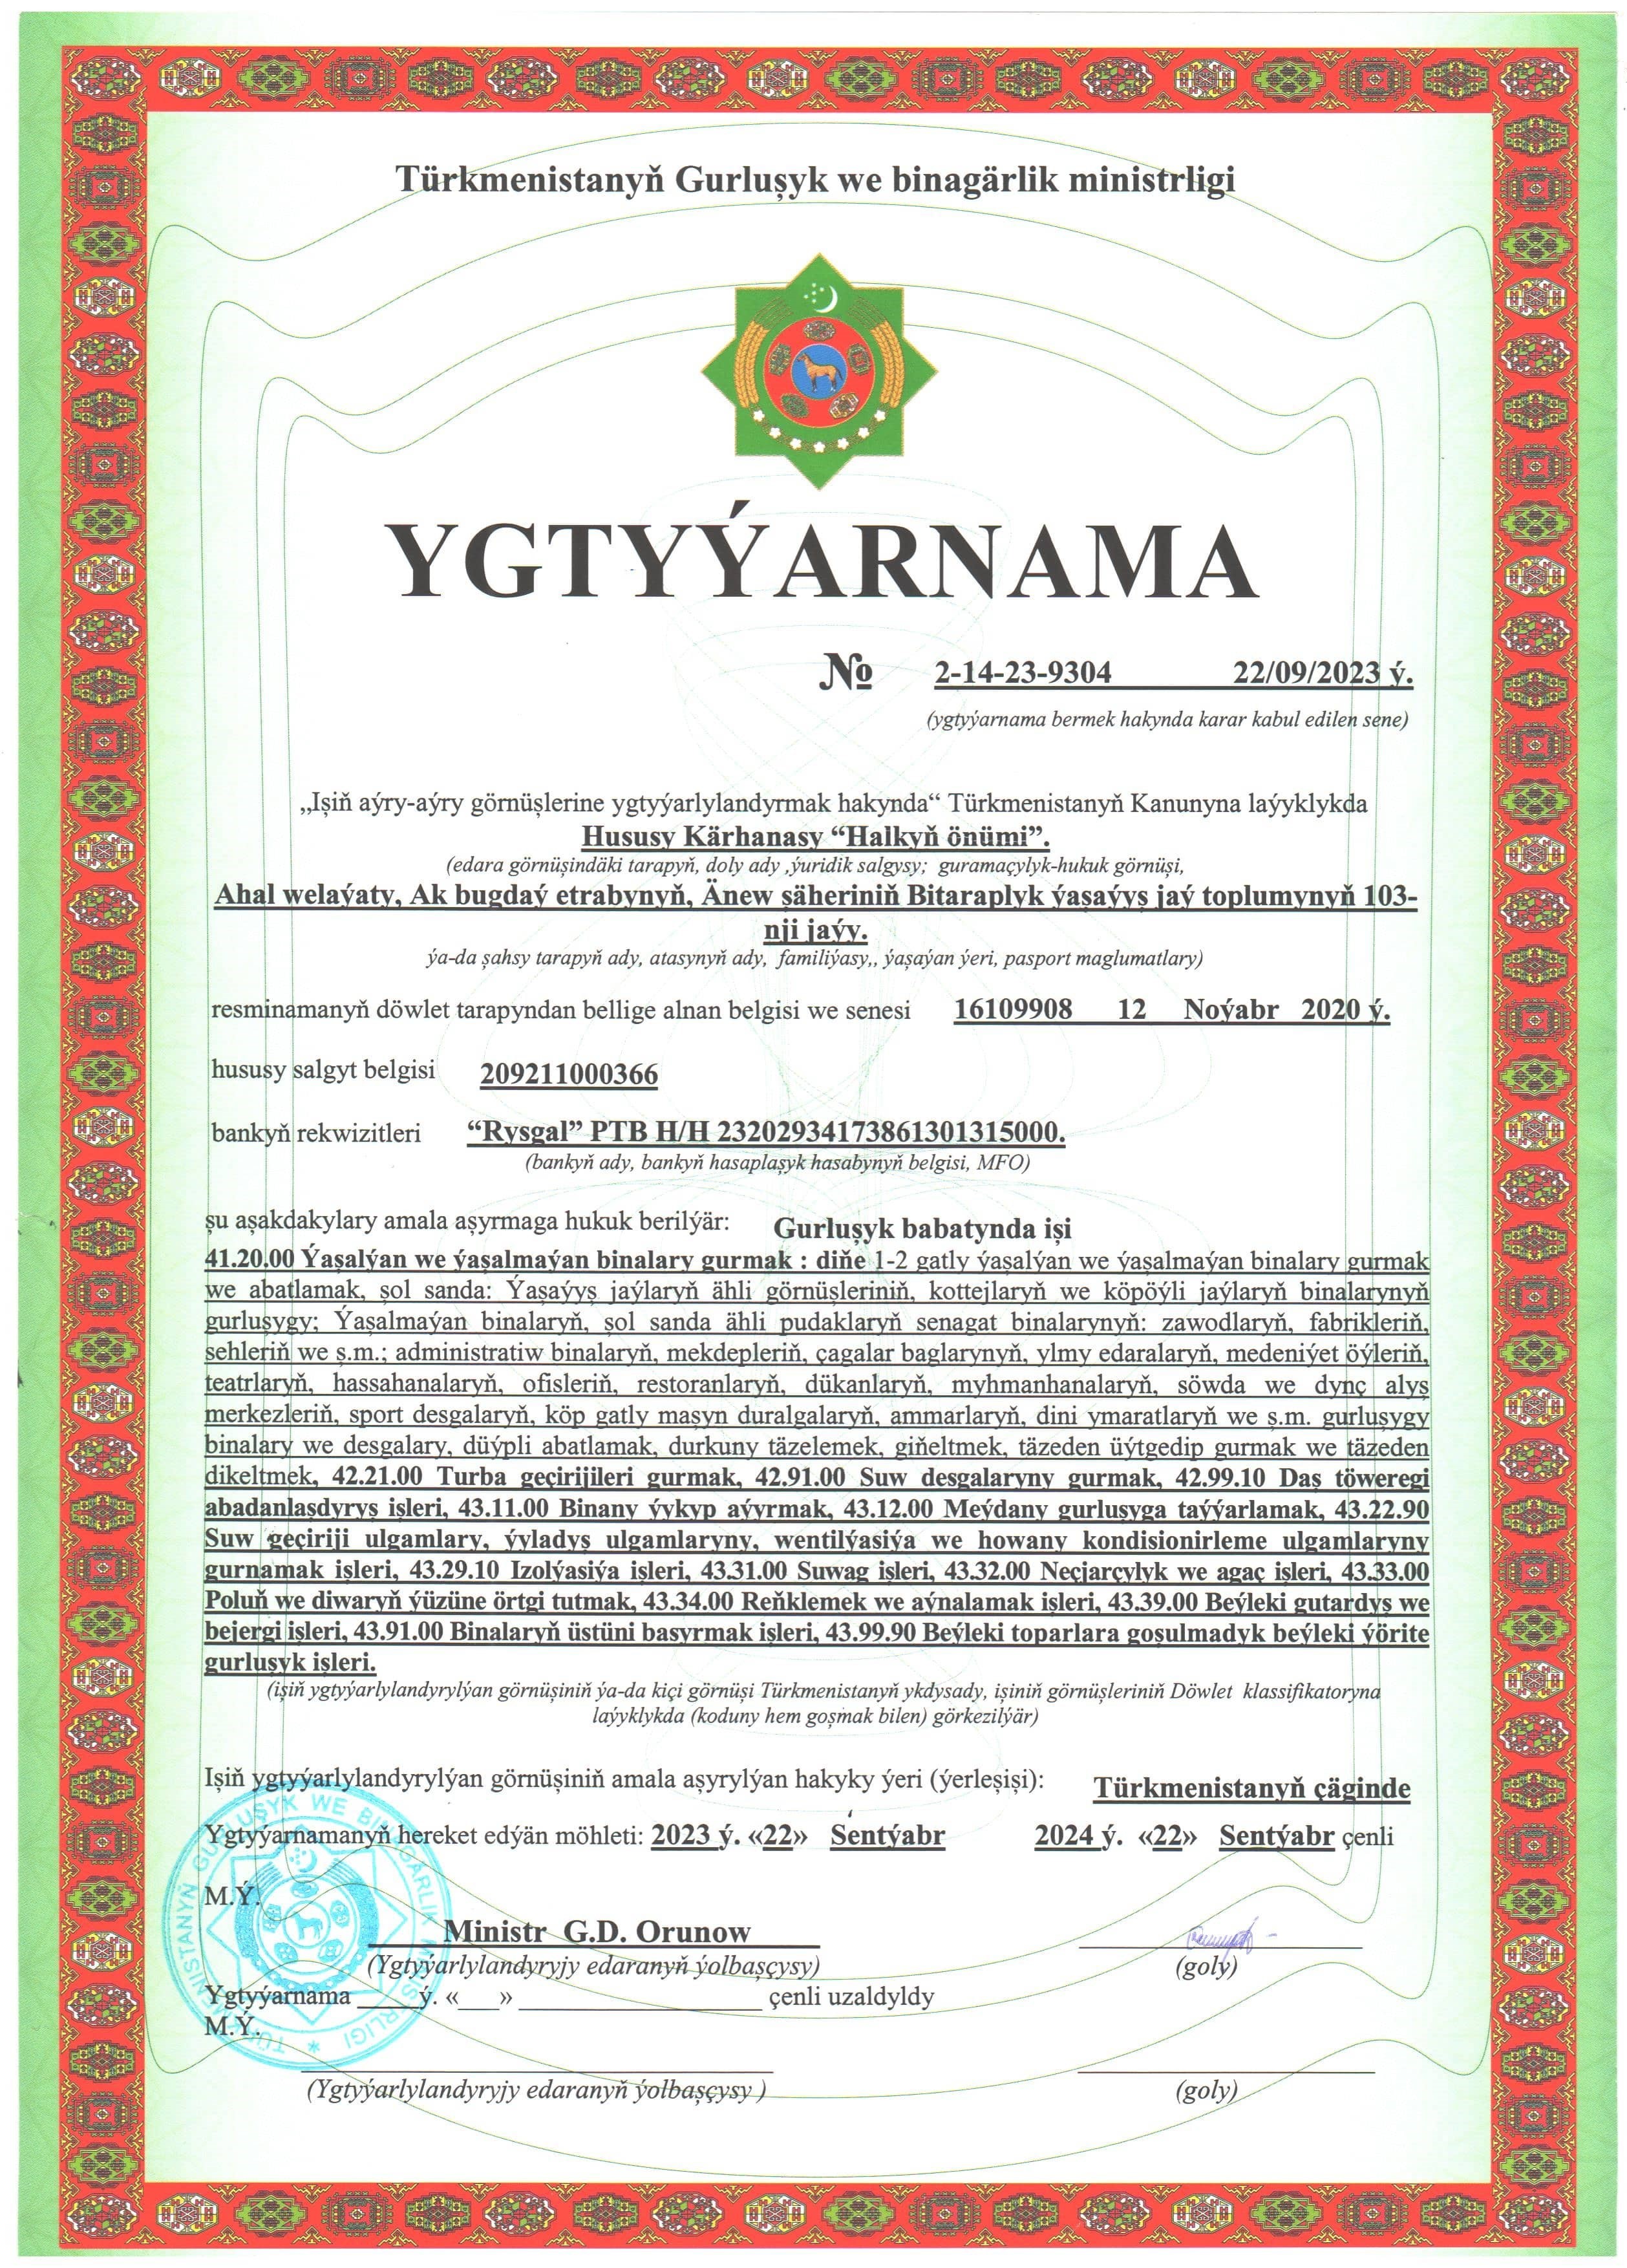 Türkmenistanyň Gurluşyk we binagärlik ministrligi
YGTYÝARNAMA
№ 2-14-23-9304 22/09/2023 ý.
(ygtyýarnama bermek hakynda karar kabul edilen sene)
„Işiň aýry-aýry görnüşlerine ygtyýarlylandyrmak hakynda“ Türkmenistanyň Kanunyna laýyklykda
Hususy Kärhanasy “Halkyň önümi”.
(edara görnüşindäki tarapyň, doly ady ,ýuridik salgysy; guramaçylyk-hukuk görnüşi,
Ahal welaýaty, Ak bugdaý etrabynyň, Änew şäheriniň Bitaraplyk ýaşaýyş jaý toplumynyň 103-
nji jaýy.
ýa-da şahsy tarapyň ady, atasynyň ady, familiýasy,, ýaşaýan ýeri, pasport maglumatlary)
resminamanyň döwlet tarapyndan bellige alnan belgisi we senesi 16109908 12 Noýabr 2020 ý.
hususy salgyt belgisi 209211000366
bankyň rekwizitleri “Rysgal” PTB H/H 23202934173861301315000.
(bankyň ady, bankyň hasaplaşyk hasabynyň belgisi, MFO)
şu aşakdakylary amala aşyrmaga hukuk berilýär: Gurluşyk babatynda işi
41.20.00 Ýaşalýan we ýaşalmaýan binalary gurmak : diňe 1-2 gatly ýaşalýan we ýaşalmaýan binalary gurmak
we abatlamak, şol sanda: Ýaşaýyş jaýlaryň ähli görnüşleriniň, kottejlaryň we köpöýli jaýlaryň binalarynyň
gurluşygy; Ýaşalmaýan binalaryň, şol sanda ähli pudaklaryň senagat binalarynyň: zawodlaryň, fabrikleriň,
sehleriň we ş.m.; administratiw binalaryň, mekdepleriň, çagalar baglarynyň, ylmy edaralaryň, medeniýet öýleriň,
teatrlaryň, hassahanalaryň, ofisleriň, restoranlaryň, dükanlaryň, myhmanhanalaryň, söwda we dynç alyş
merkezleriň, sport desgalaryň, köp gatly maşyn duralgalaryň, ammarlaryň, dini ymaratlaryň we ş.m. gurluşygy
binalary we desgalary, düýpli abatlamak, durkuny täzelemek, giňeltmek, täzeden üýtgedip gurmak we täzeden
dikeltmek, 42.21.00 Turba geçirijileri gurmak, 42.91.00 Suw desgalaryny gurmak, 42.99.10 Daş töweregi
abadanlaşdyryş işleri, 43.11.00 Binany ýykyp aýyrmak, 43.12.00 Meýdany gurluşyga taýýarlamak, 43.22.90
Suw geçiriji ulgamlary, ýyladyş ulgamlaryny, wentilýasiýa we howany kondisionirleme ulgamlaryny
gurnamak işleri, 43.29.10 Izolýasiýa işleri, 43.31.00 Suwag işleri, 43.32.00 Neçjarçylyk we agaç işleri, 43.33.00
Poluň we diwaryň ýüzüne örtgi tutmak, 43.34.00 Reňklemek we aýnalamak işleri, 43.39.00 Beýleki gutardyş we
bejergi işleri, 43.91.00 Binalaryň üstüni basyrmak işleri, 43.99.90 Beýleki toparlara goşulmadyk beýleki ýörite
gurluşyk işleri.
(işiň ygtyýarlylandyrylýan görnüşiniň ýa-da kiçi görnüşi Türkmenistanyň ykdysady, işiniň görnüşleriniň Döwlet klassifikatoryna
laýyklykda (koduny hem goşmak bilen) görkezilýär)
Işiň ygtyýarlylandyrylýan görnüşiniň amala aşyrylýan hakyky ýeri (ýerleşişi): Türkmenistanyň çäginde
Ygtyýarnamanyň hereket edýän möhleti: 2023 ý. «22» Sentýabr 2024 ý. «22» Sentýabr çenli
M.Ý.
TÜRKMENISTANYŇ GURLUŞYK WE BINAGÄRLIK MINISTRLIGI
Ministr G.D. Orunow
(Ygtyýarlylandyryjy edaranyň ýolbaşçysy) (goly)
Ygtyýarnama _____ý. «___» __________________ çenli uzaldyldy
M.Ý.
(Ygtyýarlylandyryjy edaranyň ýolbaşçysy ) (goly)